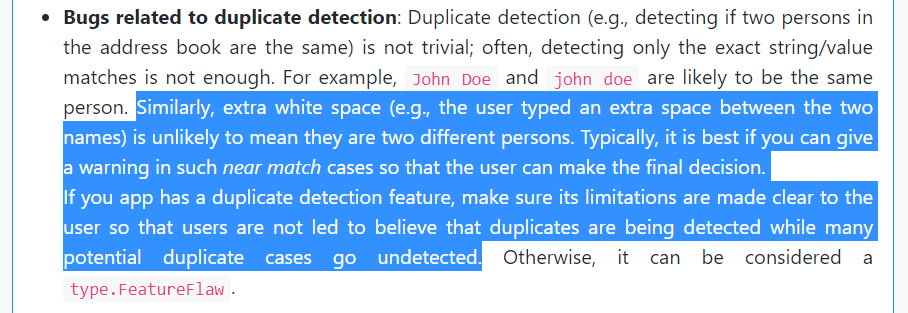 • Bugs related to duplicate detection: Duplicate detection (e.g., detecting if two persons in
the address book are the same) is not trivial; often, detecting only the exact string/value
matches is not enough. For example, John Doe and john doe are likely to be the same
person. Similarly, extra white space (e.g., the user typed an extra space between the two
names) is unlikely to mean they are two different persons. Typically, it is best if you can give
a warning in such near match cases so that the user can make the final decision.
If you app has a duplicate detection feature, make sure its limitations are made clear to the
user so that users are not led to believe that duplicates are being detected while many
potential duplicate cases go undetected. Otherwise, it can be considered a
type.FeatureFlaw.